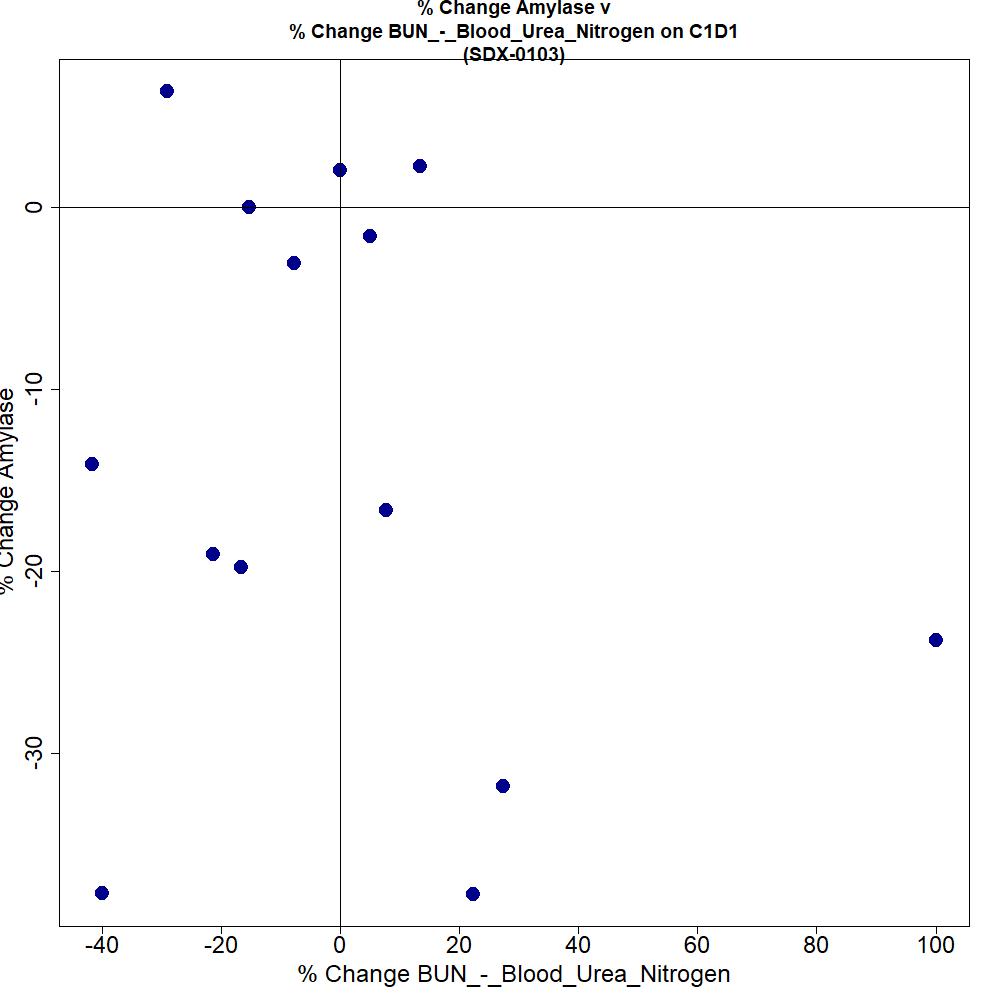 % Change Amylase v
% Change BUN_-_Blood_Urea_Nitrogen on C1D1
(SDX-0103)
% Change Amylase
0
-10
-20
-30
-40
-20
0
20
40
60
80
100
% Change BUN_-_Blood_Urea_Nitrogen